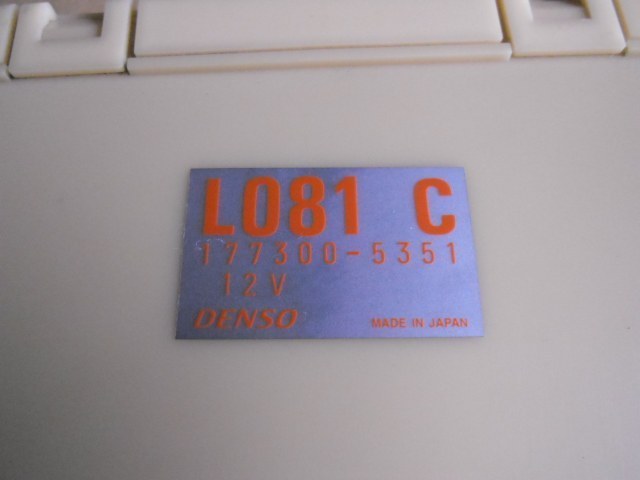 L081 C
177300-5351
12V
DENSO MADE IN JAPAN